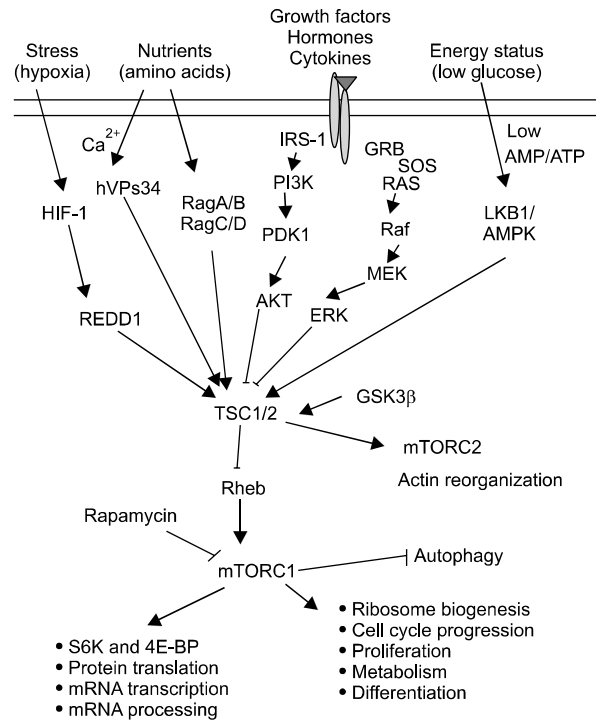 Stress
(hypoxia)
Nutrients
(amino acids)
Growth factors
Hormones
Cytokines
Energy status
(low glucose)
Ca2+
hVPs34
HIF-1
REDD1
RagA/B
RagC/D
IRS-1
PI3K
PDK1
AKT
GRB
SOS
RAS
Raf
MEK
ERK
Low
AMP/ATP
LKB1/
AMPK
TSC1/2
GSK3β
mTORC2
Actin reorganization
Rheb
Rapamycin
mTORC1
Autophagy
• S6K and 4E-BP
• Protein translation
• mRNA transcription
• mRNA processing
• Ribosome biogenesis
• Cell cycle progression
• Proliferation
• Metabolism
• Differentiation